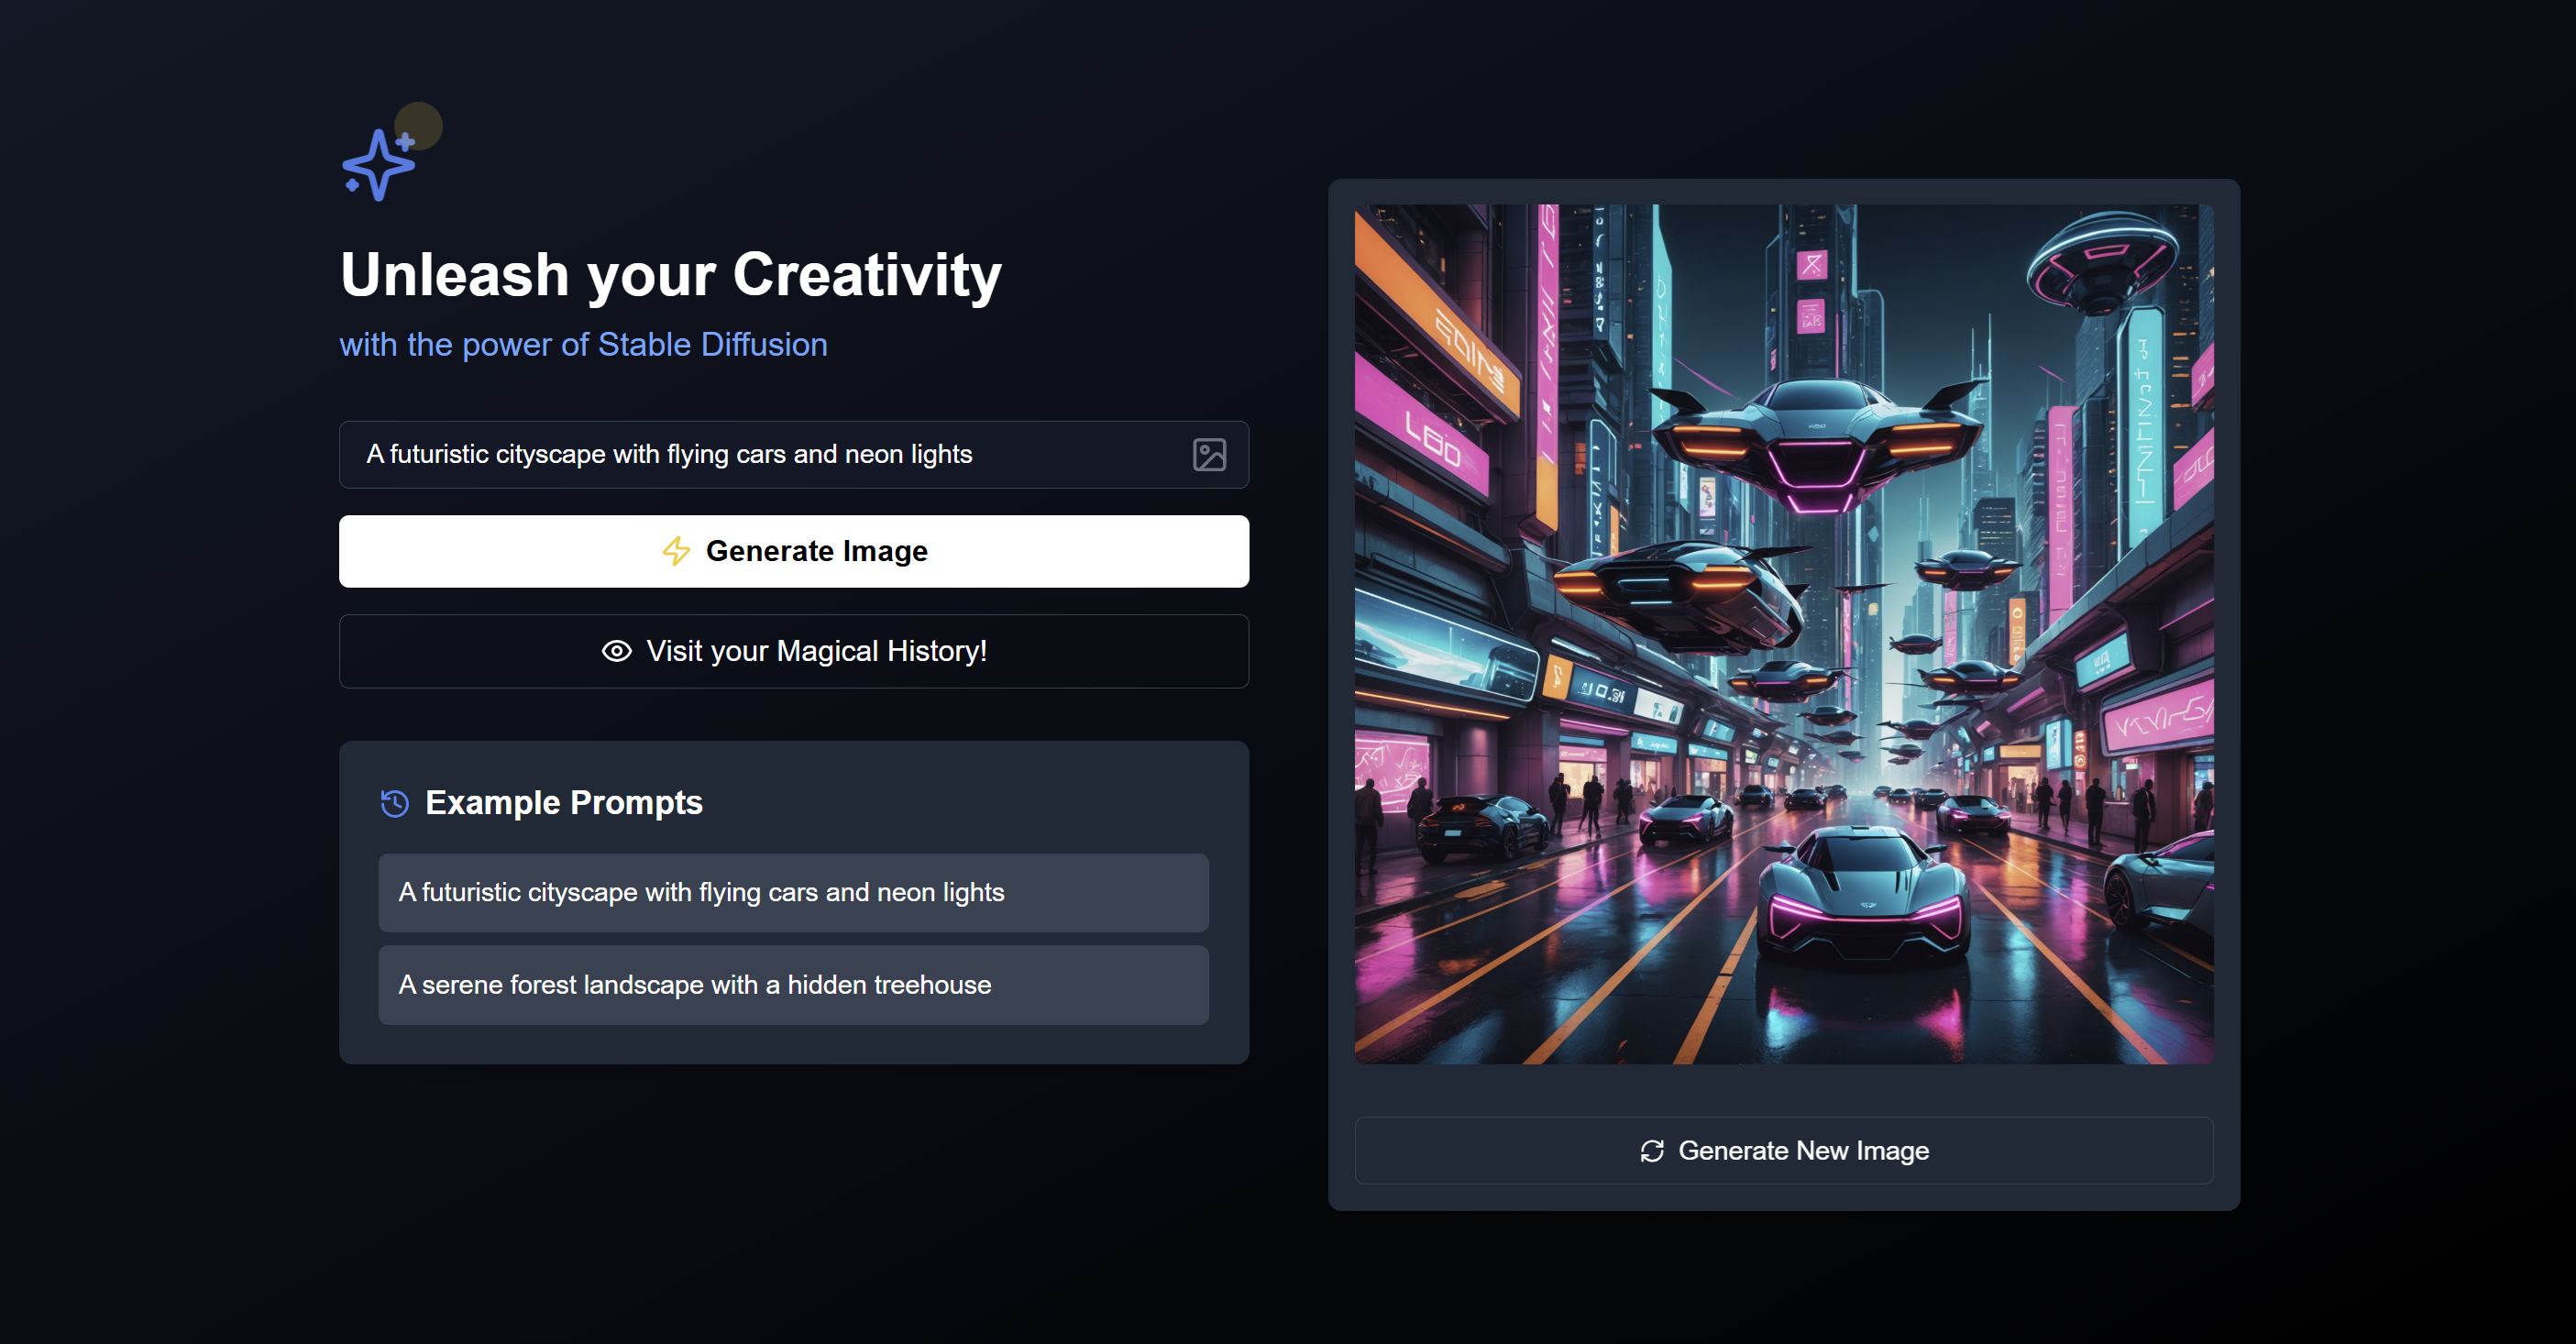 Unleash your Creativity
with the power of Stable Diffusion
A futuristic cityscape with flying cars and neon lights
Generate Image
Visit your Magical History!
Example Prompts
A futuristic cityscape with flying cars and neon lights
A serene forest landscape with a hidden treehouse
Generate New Image